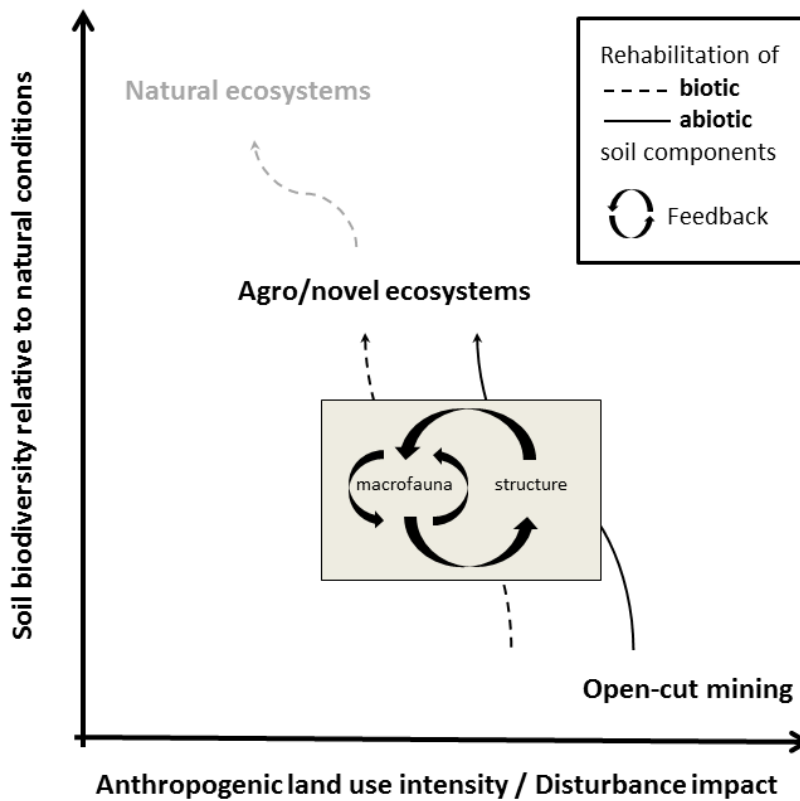 Soil biodiversity relative to natural conditions
Natural ecosystems
Rehabilitation of
biotic
abiotic
soil components
Feedback
Agro/novel ecosystems
macrofauna
structure
Open-cut mining
Anthropogenic land use intensity / Disturbance impact